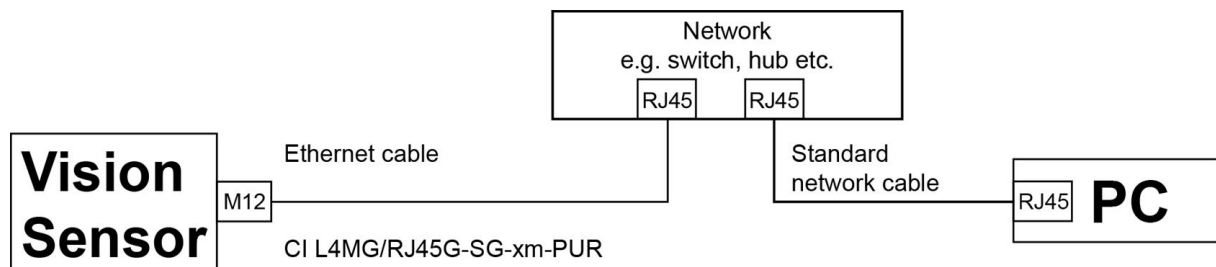 Network
e.g. switch, hub etc.
RJ45
RJ45
Ethernet cable
Standard
network cable
Vision
Sensor
M12
RJ45
PC
CI L4MG/RJ45G-SG-xm-PUR